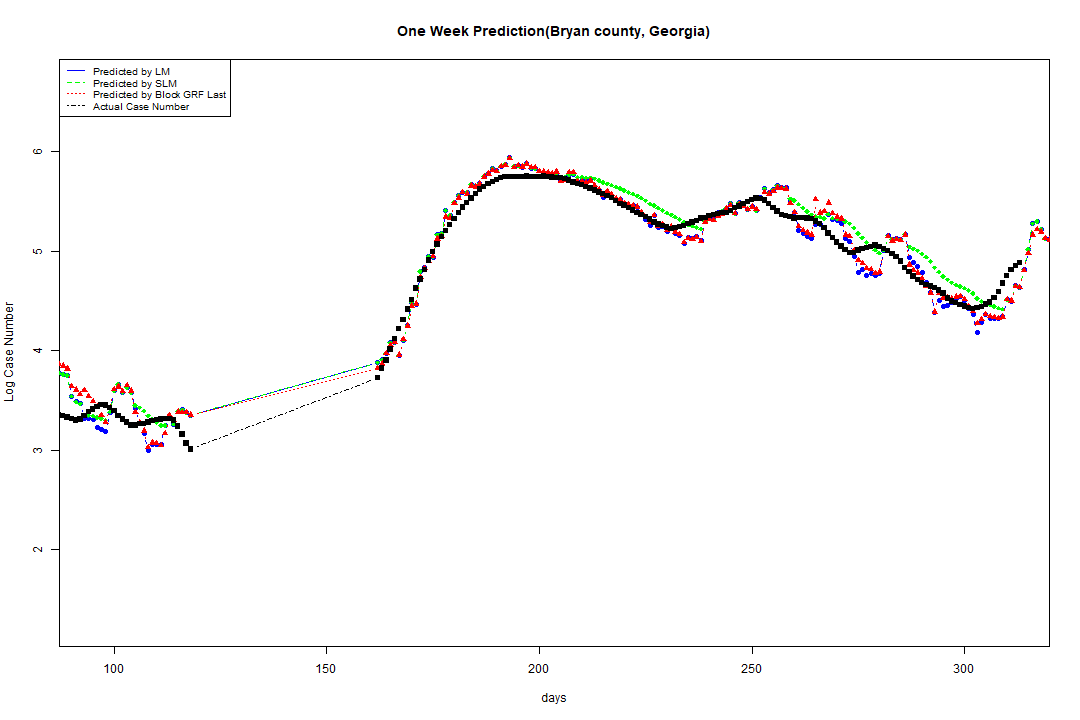 One Week Prediction(Bryan county, Georgia)
Predicted by LM
Predicted by SLM
Predicted by Block GRF Last
Actual Case Number
6
5
4
3
2
Log Case Number
100 150 200 250 300
days